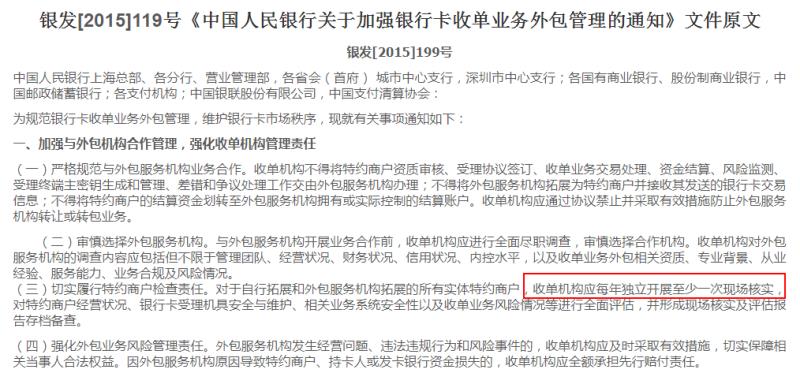 银发[2015]119号《中国人民银行关于加强银行卡收单业务外包管理的通知》文件原文
银发[2015]199号
中国人民银行上海总部、各分行、营业管理部，各省会（首府） 城市中心支行，深圳市中心支行；各国有商业银行、股份制商业银行，中
国邮政储蓄银行；各支付机构；中国银联股份有限公司，中国支付清算协会：
为规范银行卡收单业务外包管理，维护银行卡市场秩序，现就有关事项通知如下：
一、加强与外包机构合作管理，强化收单机构管理责任
（一）严格规范与外包服务机构业务合作。收单机构不得将特约商户资质审核、受理协议签订、收单业务交易处理、资金结算、风险监测、
受理终端主密钥生成和管理、差错和争议处理工作交由外包服务机构办理；不得将外包服务机构拓展为特约商户并接收其发送的银行卡交易
信息；不得将特约商户的结算资金划转至外包服务机构拥有或实际控制的结算账户。收单机构应通过协议禁止并采取有效措施防止外包服务
机构转让或转包业务。
（二）审慎选择外包服务机构。与外包服务机构开展业务合作前，收单机构应进行全面尽职调查，审慎选择合作机构。收单机构对外包
服务机构的调查内容应包括但不限于管理团队、经营状况、财务状况、信用状况、内控水平，以及收单业务外包相关资质、专业背景、从业
经验、服务能力、业务合规及风险情况。
（三）切实履行特约商户检查责任。对于自行拓展和外包服务机构拓展的所有实体特约商户，收单机构应每年独立开展至少一次现场核实，
对特约商户经营状况、银行卡受理机具安全与维护、相关业务系统安全性以及收单业务风险情况等进行全面评估，并形成现场核实及评估报
告存档备查。
（四）强化外包业务风险管理责任。外包服务机构发生经营问题、违法违规行为和风险事件的，收单机构应及时采取有效措施，切实保障相
关当事人合法权益。因外包服务机构原因导致特约商户、持卡人或发卡银行资金损失的，收单机构应全额承担先行赔付责任。